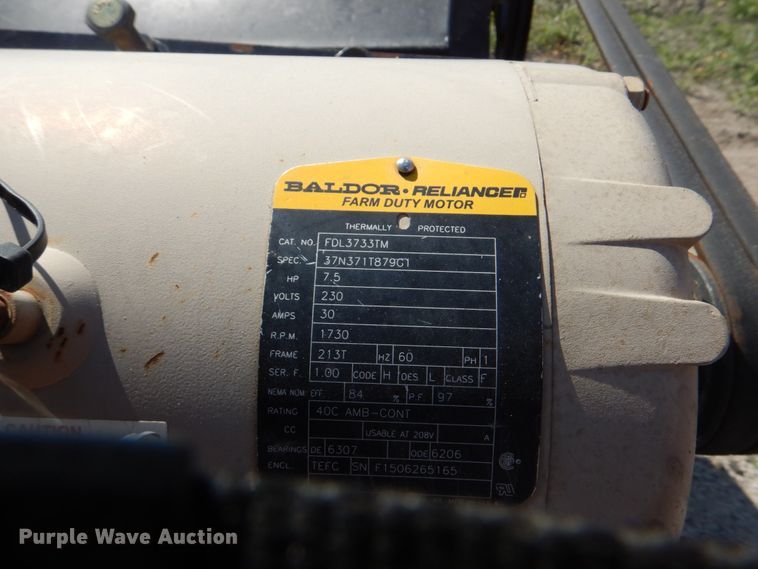 BALDOR • RELIANCER
FARM DUTY MOTOR
THERMALLY PROTECTED
CAT. NO. FDL3733TM
SPEC. 37N371T879G1
HP 7.5
VOLTS 230
AMPS 30
R.P.M. 1730
FRAME 213T HZ 60 PH 1
SER. F. 1.00 CODE H DES L CLASS F
NEMA NOM EFF 84 % P.F. 97 %
RATING 40C AMB-CONT
CC USABLE AT 208V A
BEARINGS DE 6307 ODE 6206
ENCL. TEFC SN F1506265165
CAUTION
Purple Wave Auction